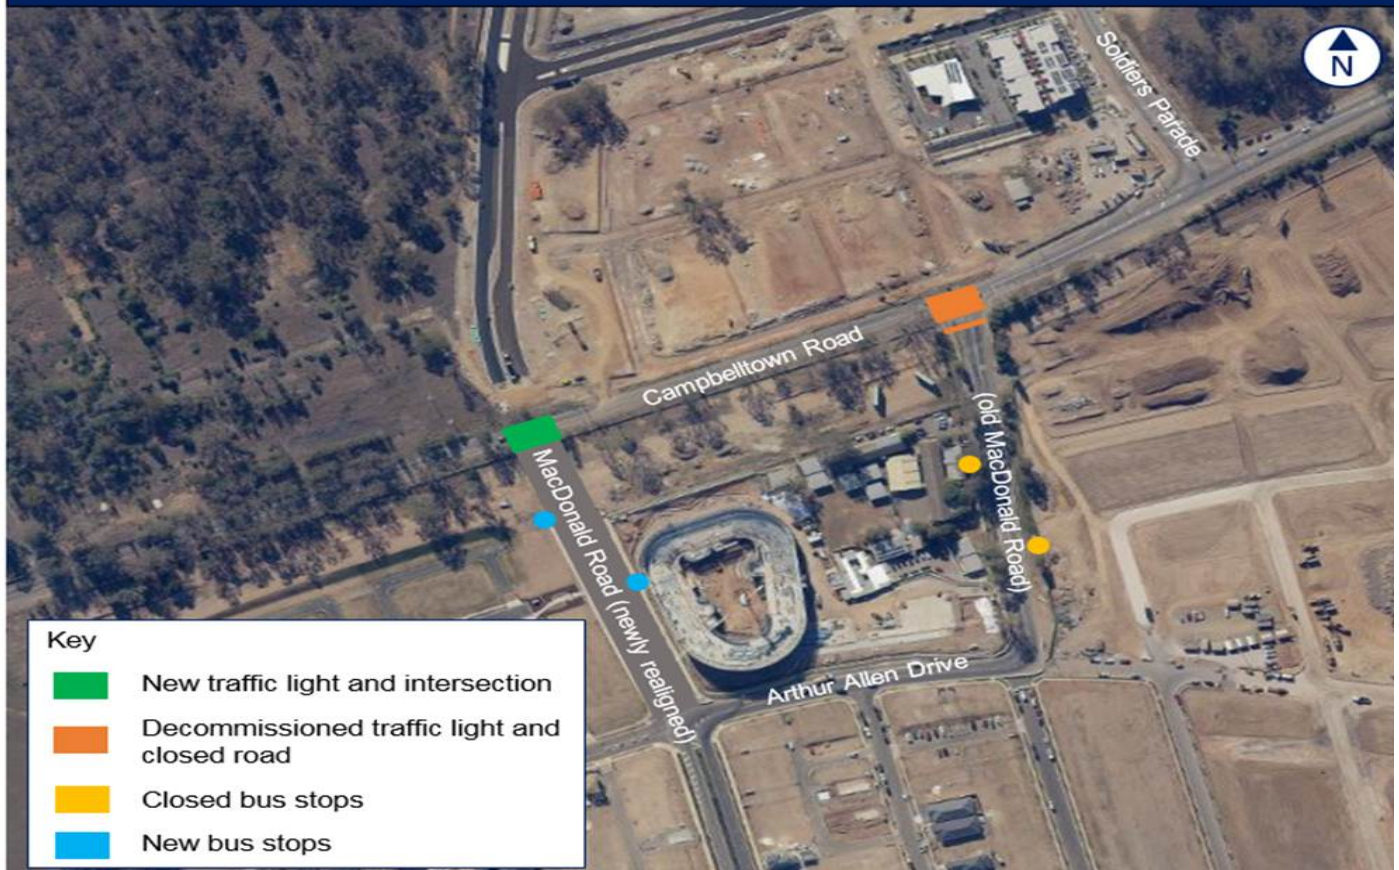 N
Soldiers Parade
Campbelltown Road
(old MacDonald Road)
MacDonald Road (newly realigned)
Arthur Allen Drive
Key
New traffic light and intersection
Decommissioned traffic light and
closed road
Closed bus stops
New bus stops